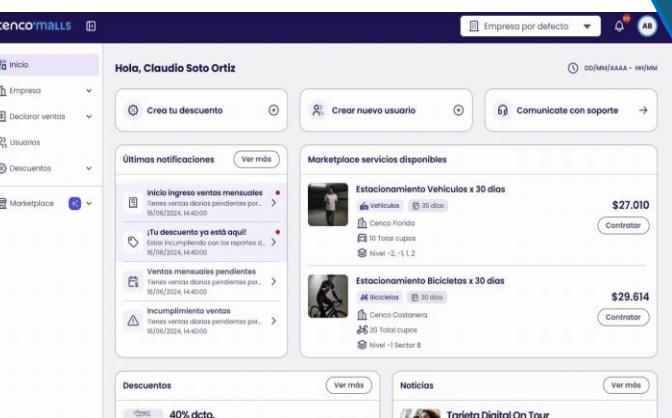 cenco malls
Empresa por defecto
AB
Inicio
Empresa
Declarar ventas
Usuarios
Descuentos
Marketplace
Hola, Claudio Soto Ortiz
DD/MM/AAAA - HH/MM
Crea tu descuento
Crear nuevo usuario
Comunicate con soporte
Últimas notificaciones
Ver más
Inicio ingreso ventas mensuales
Tienes ventas diarias pendientes por...
16/06/2024, 14:40:00
¡Tu descuento ya está aquí!
Estas incumpliendo con los reportes d...
16/06/2024, 14:40:00
Ventas mensuales pendientes
Tienes ventas diarias pendientes por...
16/06/2024, 14:40:00
Incumplimiento ventas
Tienes ventas diarias pendientes por...
16/06/2024, 14:40:00
Marketplace servicios disponibles
Estacionamiento Vehículos x 30 días
Vehículos 30 días
Cenco Florida
10 Total cupos
Nivel -2, -1, 1, 2
$27.010
Contratar
Estacionamiento Bicicletas x 30 días
Bicicletas 30 días
Cenco Costanera
20 Total cupos
Nivel -1 Sector B
$29.614
Contratar
Descuentos
Ver más
40% dcto.
Noticias
Ver más
Tarjeta Digital On Tour